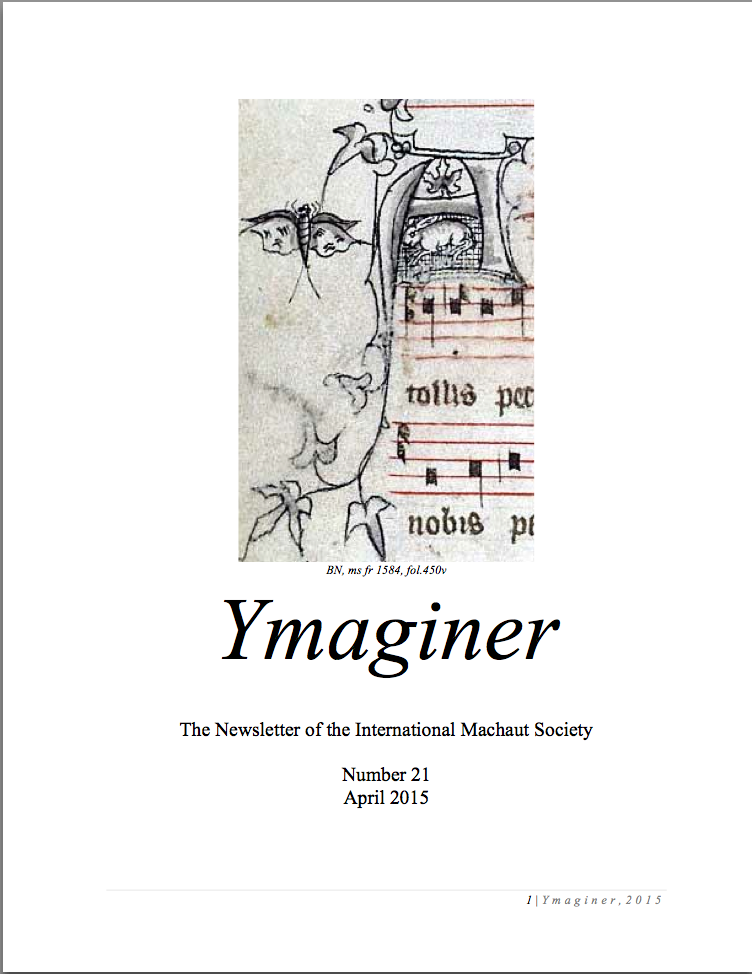 tollis pec
nobis pe
BN, ms fr 1584, fol.450v
Ymaginer
The Newsletter of the International Machaut Society
Number 21
April 2015
1 | Ymaginer, 2015